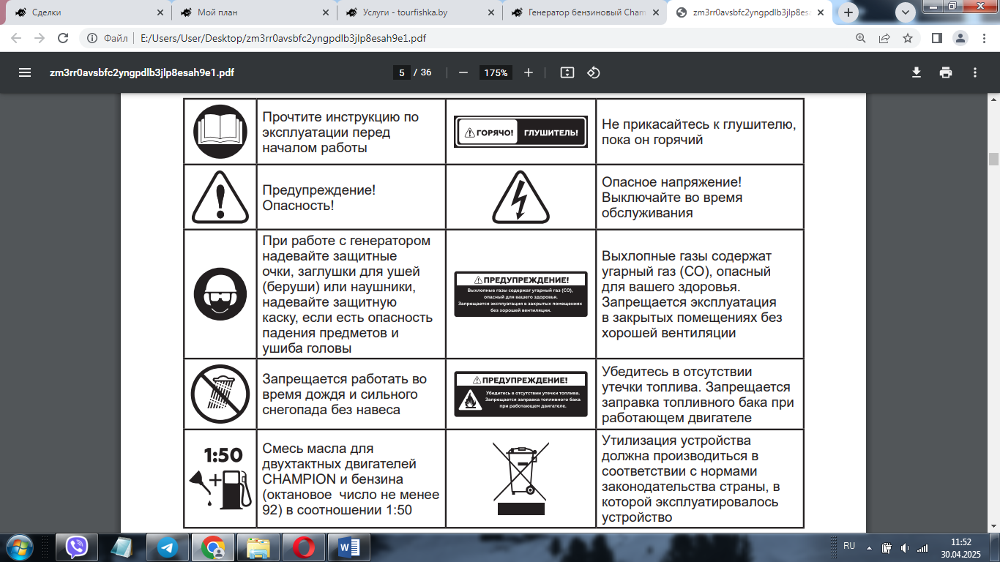 Сделки
Мой план
Услуги - tourfishka.by
Генератор бензиновый Cham
zm3rr0avsbfc2yngpdlb3jlp8esa
Файл
E:/Users/User/Desktop/zm3rr0avsbfc2yngpdlb3jlp8esah9e1.pdf
zm3rr0avsbfc2yngpdlb3jlp8esah9e1.pdf
5 / 36
175%
Прочтите инструкцию по
эксплуатации перед
началом работы
ГОРЯЧО! ГЛУШИТЕЛЬ!
Не прикасайтесь к глушителю,
пока он горячий
Предупреждение!
Опасность!
Опасное напряжение!
Выключайте во время
обслуживания
При работе с генератором
надевайте защитные
очки, заглушки для ушей
(беруши) или наушники,
надевайте защитную
каску, если есть опасность
падения предметов и
ушиба головы
ПРЕДУПРЕЖДЕНИЕ!
Выхлопные газы содержат угарный газ (CO),
опасный для вашего здоровья.
Запрещается эксплуатация в закрытых помещениях
без хорошей вентиляции.
Выхлопные газы содержат
угарный газ (CO), опасный
для вашего здоровья.
Запрещается эксплуатация
в закрытых помещениях без
хорошей вентиляции
Запрещается работать во
время дождя и сильного
снегопада без навеса
ПРЕДУПРЕЖДЕНИЕ!
Убедитесь в отсутствии утечки топлива.
Запрещается заправка топливного бака
при работающем двигателе.
Убедитесь в отсутствии
утечки топлива. Запрещается
заправка топливного бака при
работающем двигателе
1:50
Смесь масла для
двухтактных двигателей
CHAMPION и бензина
(октановое число не менее
92) в соотношении 1:50
Утилизация устройства
должна производиться в
соответствии с нормами
законодательства страны, в
которой эксплуатировалось
устройство
RU
11:52
30.04.2025